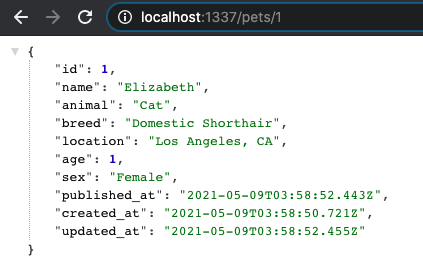 localhost:1337/pets/1
{
"id": 1,
"name": "Elizabeth",
"animal": "Cat",
"breed": "Domestic Shorthair",
"location": "Los Angeles, CA",
"age": 1,
"sex": "Female",
"published_at": "2021-05-09T03:58:52.443Z",
"created_at": "2021-05-09T03:58:50.721Z",
"updated_at": "2021-05-09T03:58:52.455Z"
}